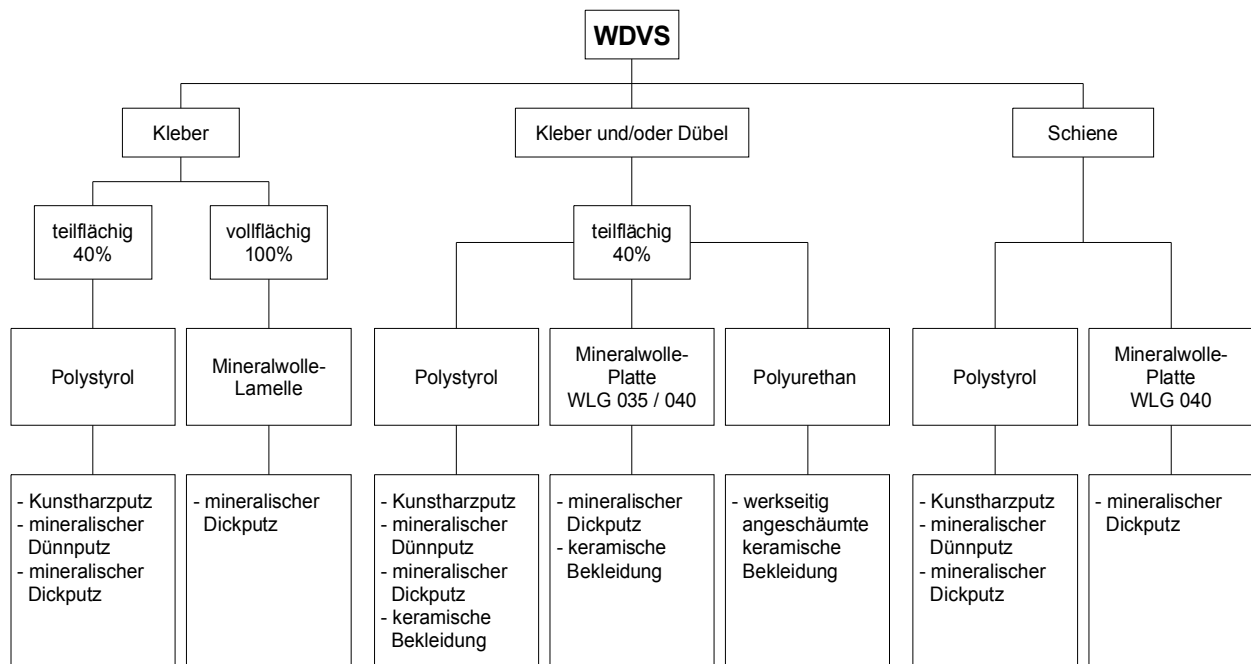 WDVS
Kleber
Kleber und/oder Dübel
Schiene
teilflächig
40%
vollflächig
100%
teilflächig
40%
Polystyrol
Mineralwolle-
Lamelle
Polystyrol
Mineralwolle-
Platte
WLG 035 / 040
Polyurethan
Polystyrol
Mineralwolle-
Platte
WLG 040
- Kunstharzputz
- mineralischer
Dünnputz
- mineralischer
Dickputz
- mineralischer
Dickputz
- Kunstharzputz
- mineralischer
Dünnputz
- mineralischer
Dickputz
- keramische
Bekleidung
- mineralischer
Dickputz
- keramische
Bekleidung
- werkseitig
angeschäumte
keramische
Bekleidung
- Kunstharzputz
- mineralischer
Dünnputz
- mineralischer
Dickputz
- mineralischer
Dickputz